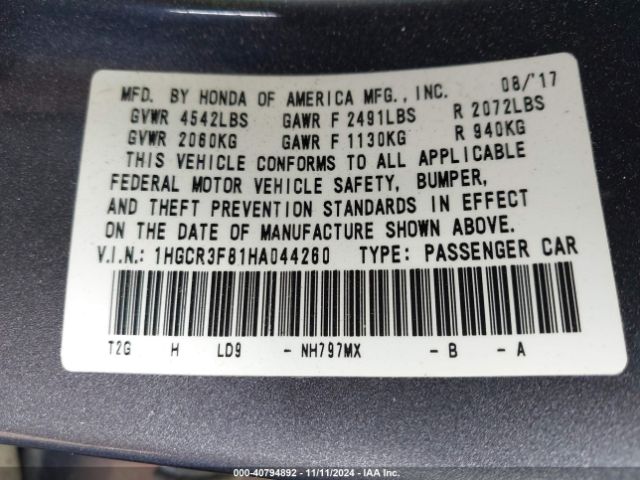 MFD. BY HONDA OF AMERICA MFG., INC. 08/'17
GVWR 4542LBS GAWR F 2491LBS R 2072LBS
GVWR 2060KG GAWR F 1130KG R 940KG
THIS VEHICLE CONFORMS TO ALL APPLICABLE
FEDERAL MOTOR VEHICLE SAFETY, BUMPER,
AND THEFT PREVENTION STANDARDS IN EFFECT
ON THE DATE OF MANUFACTURE SHOWN ABOVE.
V.I.N.: 1HGCR3F81HA044260 TYPE: PASSENGER CAR
T2G H LD9 - NH797MX - B - A
000-40794892 - 11/11/2024 - IAA Inc.